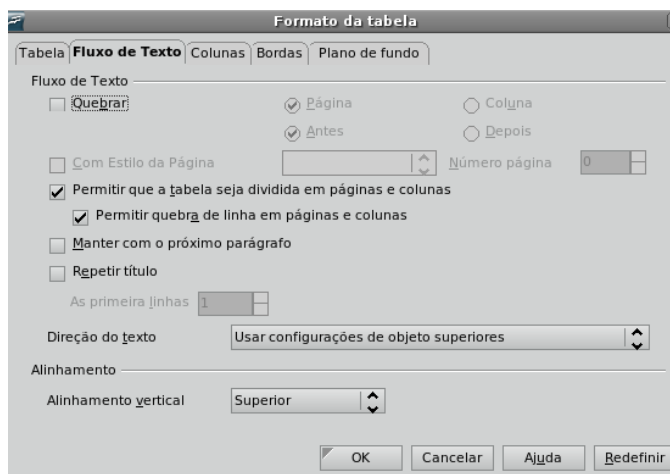 Formato da tabela
Tabela Fluxo de Texto Colunas Bordas Plano de fundo
Fluxo de Texto
Quebrar Página Coluna
Antes Depois
Com Estilo da Página Número página 0
Permitir que a tabela seja dividida em páginas e colunas
Permitir quebra de linha em páginas e colunas
Manter com o próximo parágrafo
Repetir título
As primeira linhas 1
Direção do texto Usar configurações de objeto superiores
Alinhamento
Alinhamento vertical Superior
OK Cancelar Ajuda Redefinir